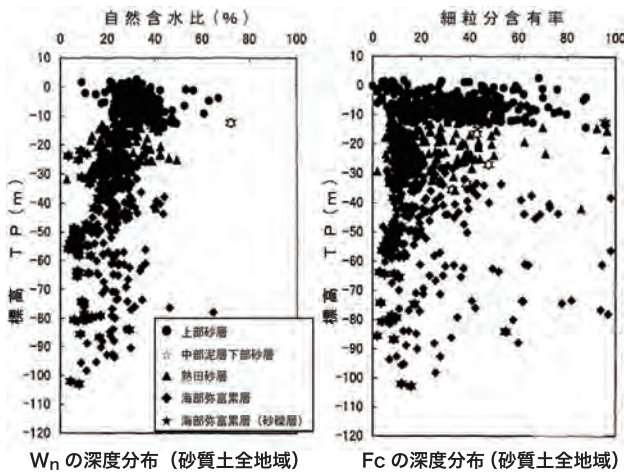 自然含水比(%)
0 20 40 60 80 100
20
10
0
-10
-20
-30
-40
-50
-60
-70
-80
-90
-100
-110
-120
標高 TP(m)
上部砂層
中部泥層下部砂層
熱田砂層
海部弥富累層
海部弥富累層(砂礫層)
Wn の深度分布(砂質土全地域)
細粒分含有率
0 20 40 60 80 100
20
10
0
-10
-20
-30
-40
-50
-60
-70
-80
-90
-100
-110
-120
標高 TP(m)
Fc の深度分布(砂質土全地域)